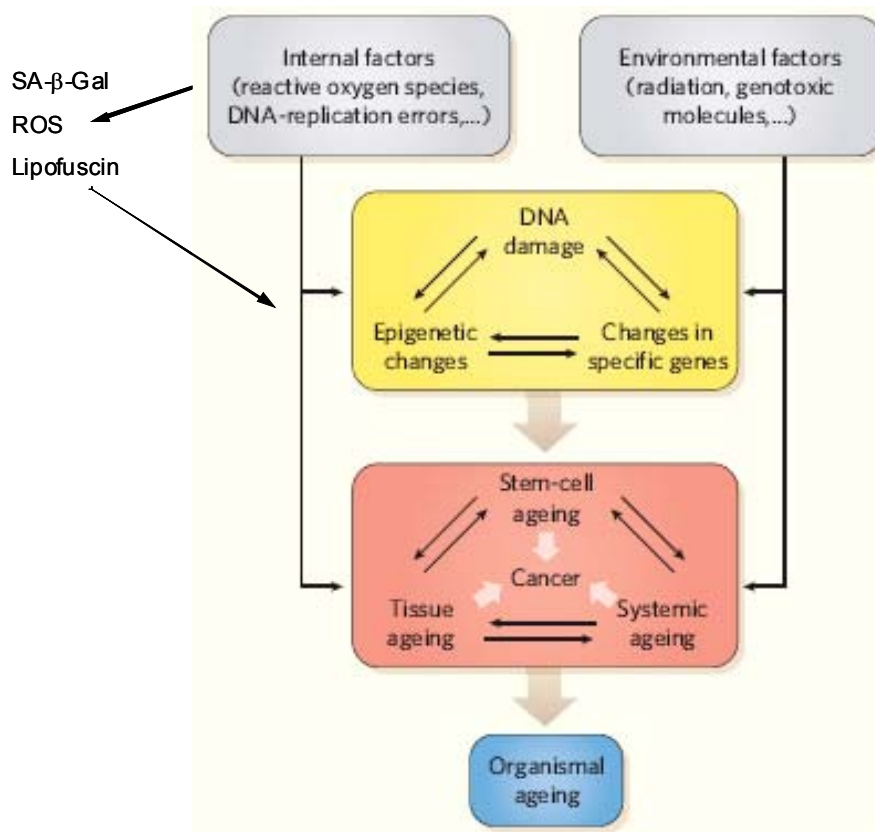 SA-β-Gal
ROS
Lipofuscin
Internal factors
(reactive oxygen species,
DNA-replication errors,...)
Environmental factors
(radiation, genotoxic
molecules,...)
DNA
damage
Epigenetic
changes
Changes in
specific genes
Stem-cell
ageing
Cancer
Tissue
ageing
Systemic
ageing
Organismal
ageing